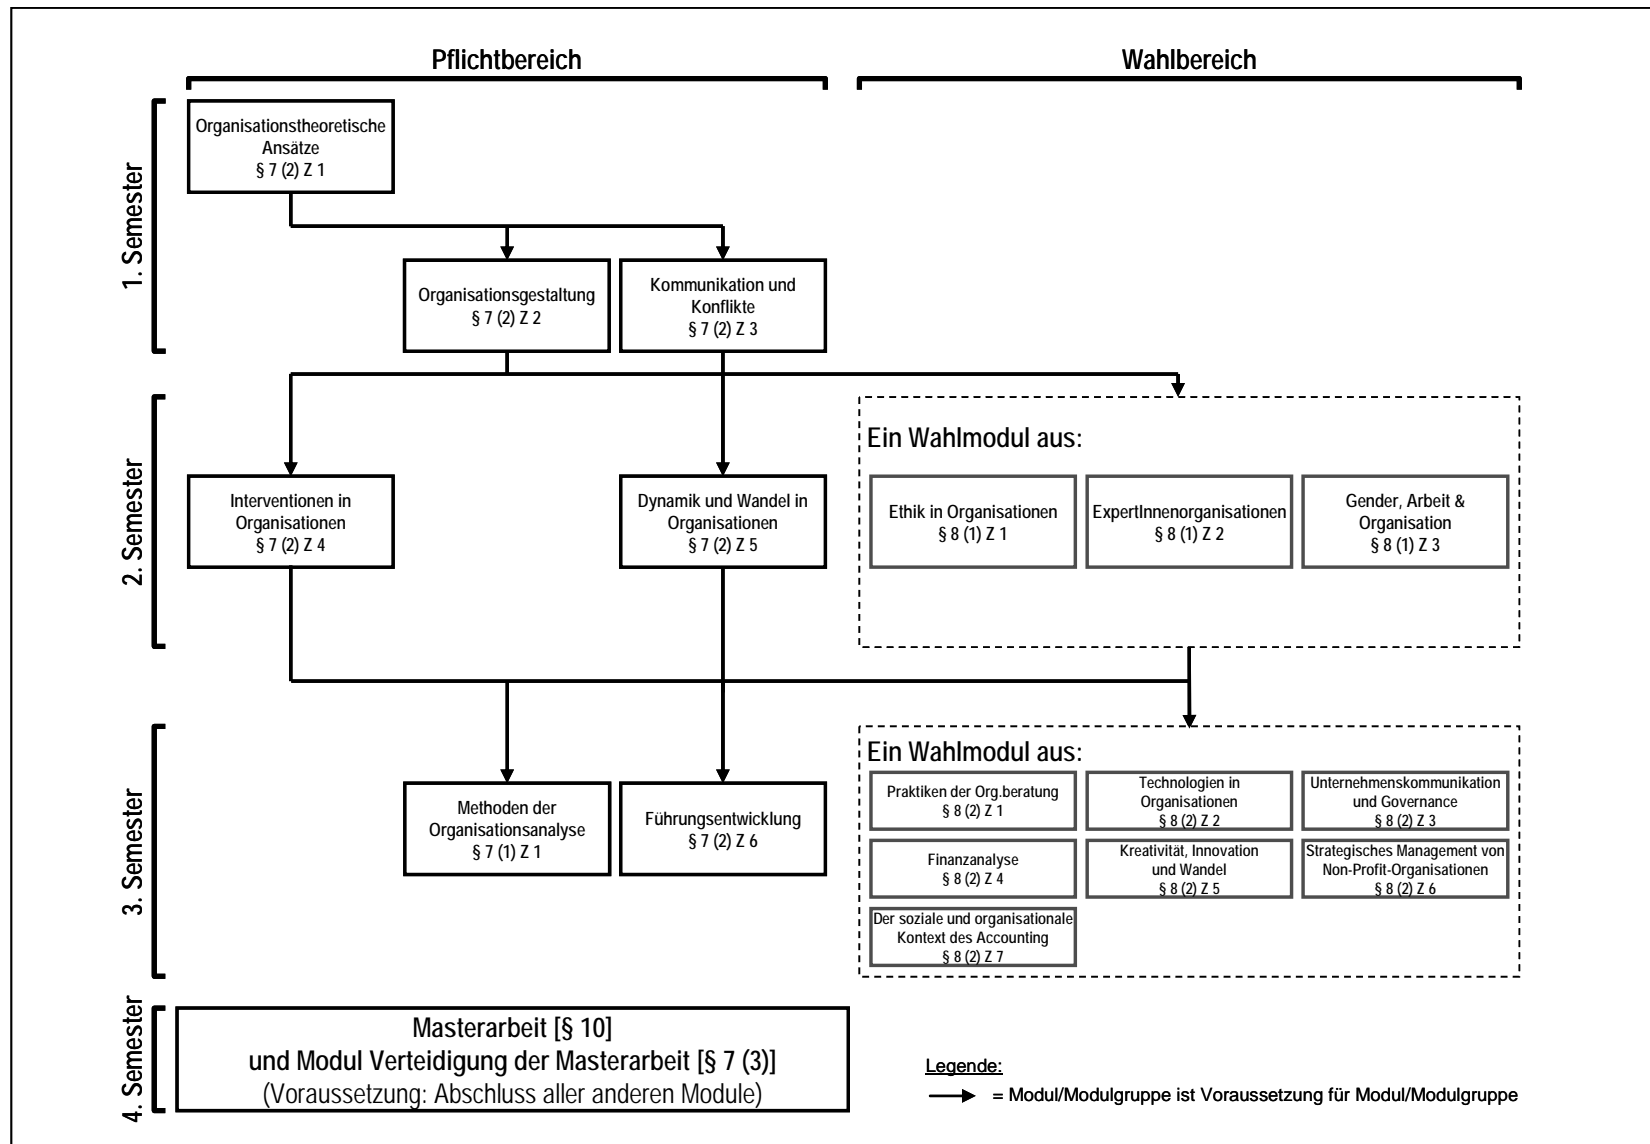 Pflichtbereich
Wahlbereich
1. Semester
Organisationstheoretische
Ansätze
§ 7 (2) Z 1
Organisationsgestaltung
§ 7 (2) Z 2
Kommunikation und
Konflikte
§ 7 (2) Z 3
2. Semester
Interventionen in
Organisationen
§ 7 (2) Z 4
Dynamik und Wandel in
Organisationen
§ 7 (2) Z 5
Ein Wahlmodul aus:
Ethik in Organisationen
§ 8 (1) Z 1
ExpertInnenorganisationen
§ 8 (1) Z 2
Gender, Arbeit &
Organisation
§ 8 (1) Z 3
3. Semester
Methoden der
Organisationsanalyse
§ 7 (1) Z 1
Führungsentwicklung
§ 7 (2) Z 6
Ein Wahlmodul aus:
Praktiken der Org.beratung
§ 8 (2) Z 1
Technologien in
Organisationen
§ 8 (2) Z 2
Unternehmenskommunikation
und Governance
§ 8 (2) Z 3
Finanzanalyse
§ 8 (2) Z 4
Kreativität, Innovation
und Wandel
§ 8 (2) Z 5
Strategisches Management von
Non-Profit-Organisationen
§ 8 (2) Z 6
Der soziale und organisationale
Kontext des Accounting
§ 8 (2) Z 7
4. Semester
Masterarbeit [§ 10]
und Modul Verteidigung der Masterarbeit [§ 7 (3)]
(Voraussetzung: Abschluss aller anderen Module)
Legende:
= Modul/Modulgruppe ist Voraussetzung für Modul/Modulgruppe